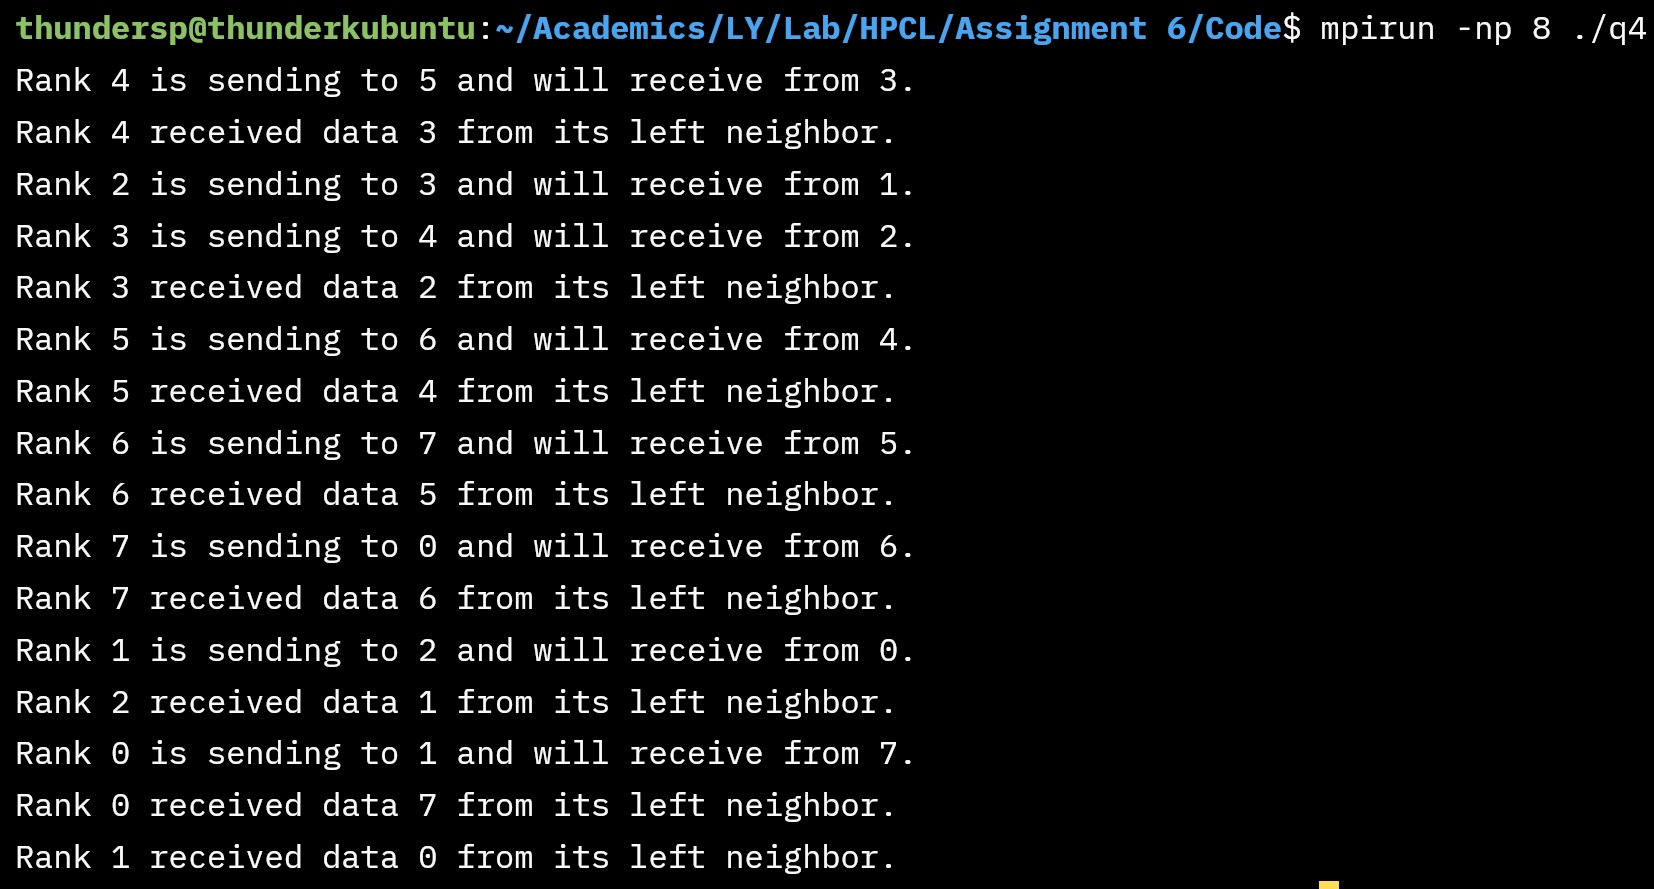 thundersp@thunderkubuntu:~/Academics/LY/Lab/HPCL/Assignment 6/Code$ mpirun -np 8 ./q4
Rank 4 is sending to 5 and will receive from 3.
Rank 4 received data 3 from its left neighbor.
Rank 2 is sending to 3 and will receive from 1.
Rank 3 is sending to 4 and will receive from 2.
Rank 3 received data 2 from its left neighbor.
Rank 5 is sending to 6 and will receive from 4.
Rank 5 received data 4 from its left neighbor.
Rank 6 is sending to 7 and will receive from 5.
Rank 6 received data 5 from its left neighbor.
Rank 7 is sending to 0 and will receive from 6.
Rank 7 received data 6 from its left neighbor.
Rank 1 is sending to 2 and will receive from 0.
Rank 2 received data 1 from its left neighbor.
Rank 0 is sending to 1 and will receive from 7.
Rank 0 received data 7 from its left neighbor.
Rank 1 received data 0 from its left neighbor.